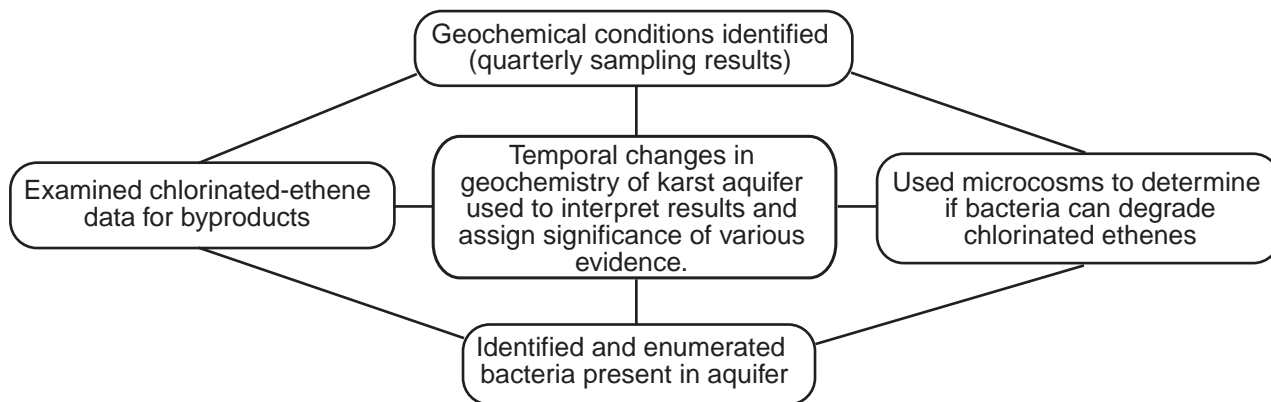 Geochemical conditions identified
(quarterly sampling results)
Examined chlorinated-ethene
data for byproducts
Temporal changes in
geochemistry of karst aquifer
used to interpret results and
assign significance of various
evidence.
Used microcosms to determine
if bacteria can degrade
chlorinated ethenes
Identified and enumerated
bacteria present in aquifer